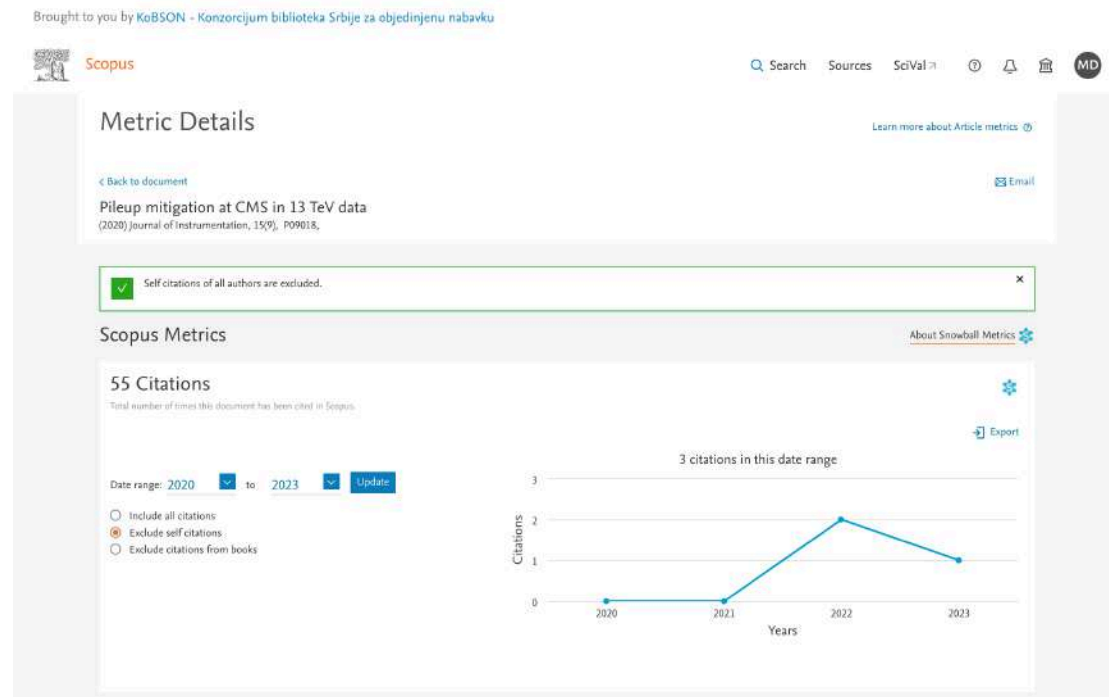 Brought to you by KoBSON - Konzorcijum biblioteka Srbije za objedinjenu nabavku
Scopus
Search Sources SciVal MD
Metric Details
Learn more about Article metrics
Back to document
Email
Pileup mitigation at CMS in 13 TeV data
(2020) Journal of Instrumentation, 15(9), P09018,
Self citations of all authors are excluded.
Scopus Metrics
About Snowball Metrics
55 Citations
Total number of times this document has been cited in Scopus.
Export
3 citations in this date range
Date range: 2020 to 2023 Update
Include all citations
Exclude self citations
Exclude citations from books
Citations
3
2
1
0
2020 2021 2022 2023
Years